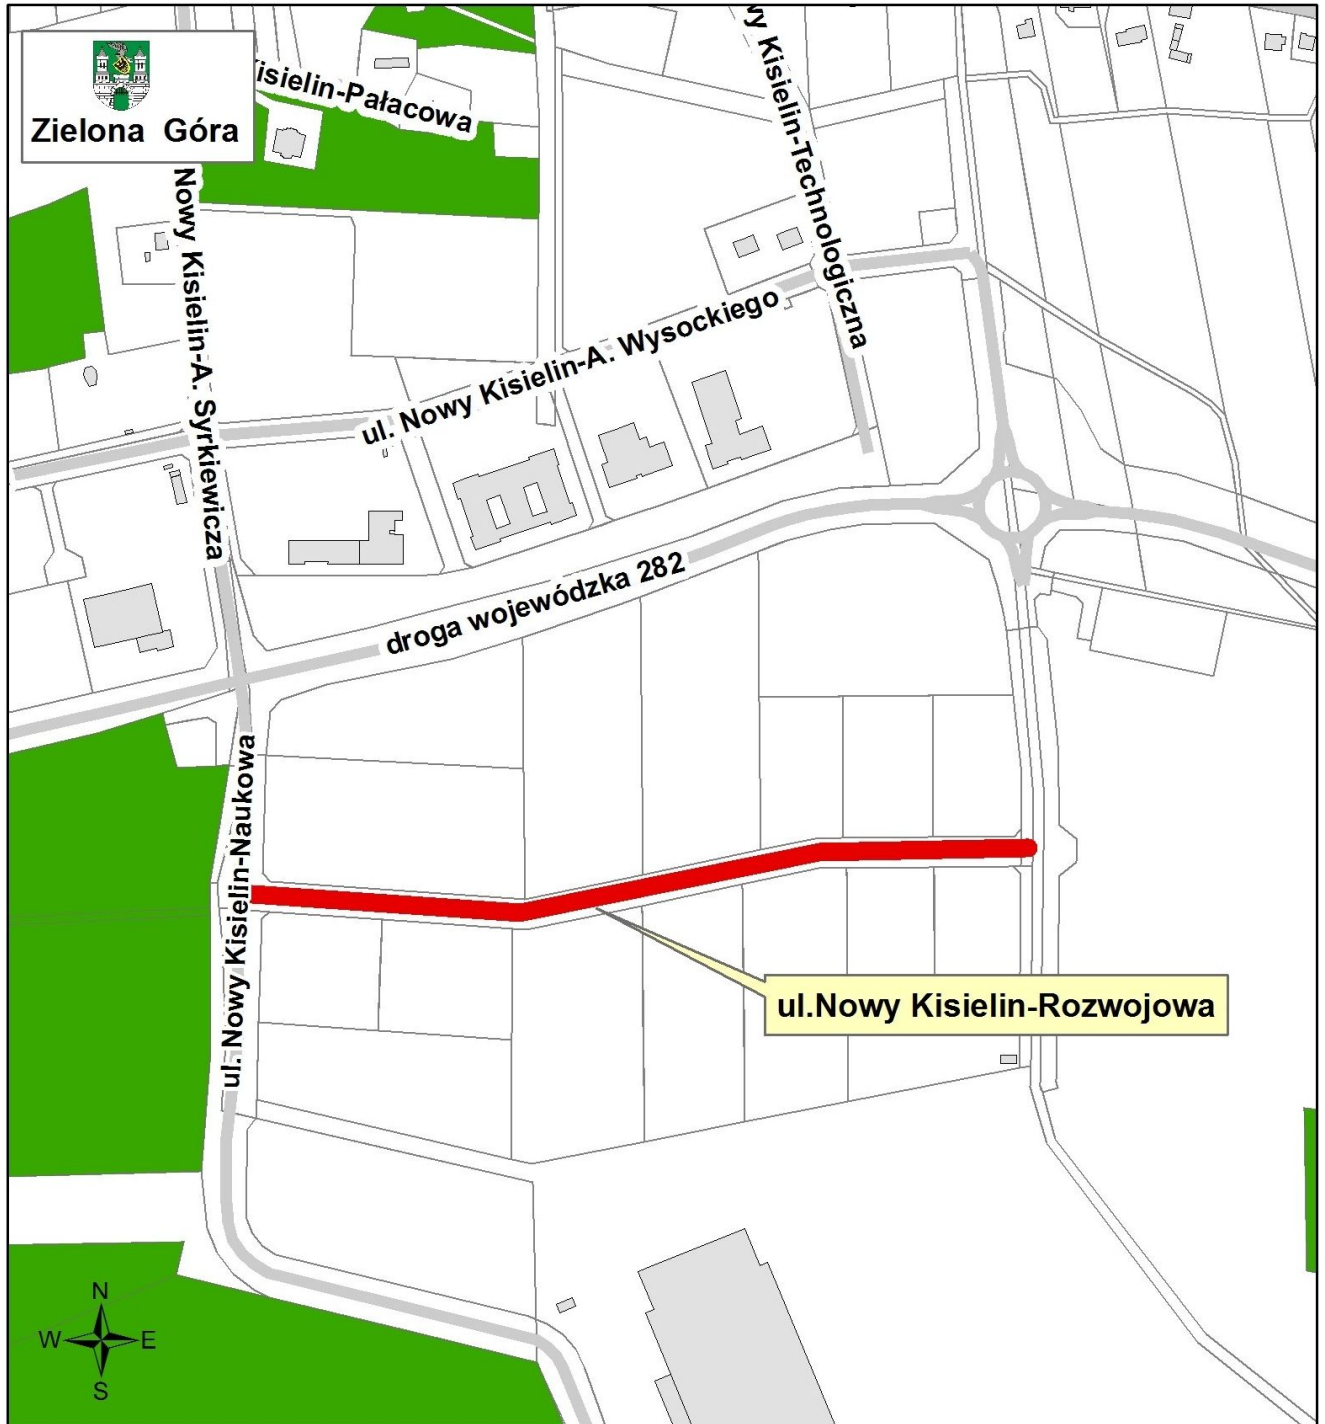 Zielona Góra
isielin-Pałacowa
wy Kisielin-Technologiczna
Nowy Kisielin-A. Syrkiewicza
ul. Nowy Kisielin-A. Wysockiego
droga wojewódzka 282
ul. Nowy Kisielin-Naukowa
ul.Nowy Kisielin-Rozwojowa
N
W E
S